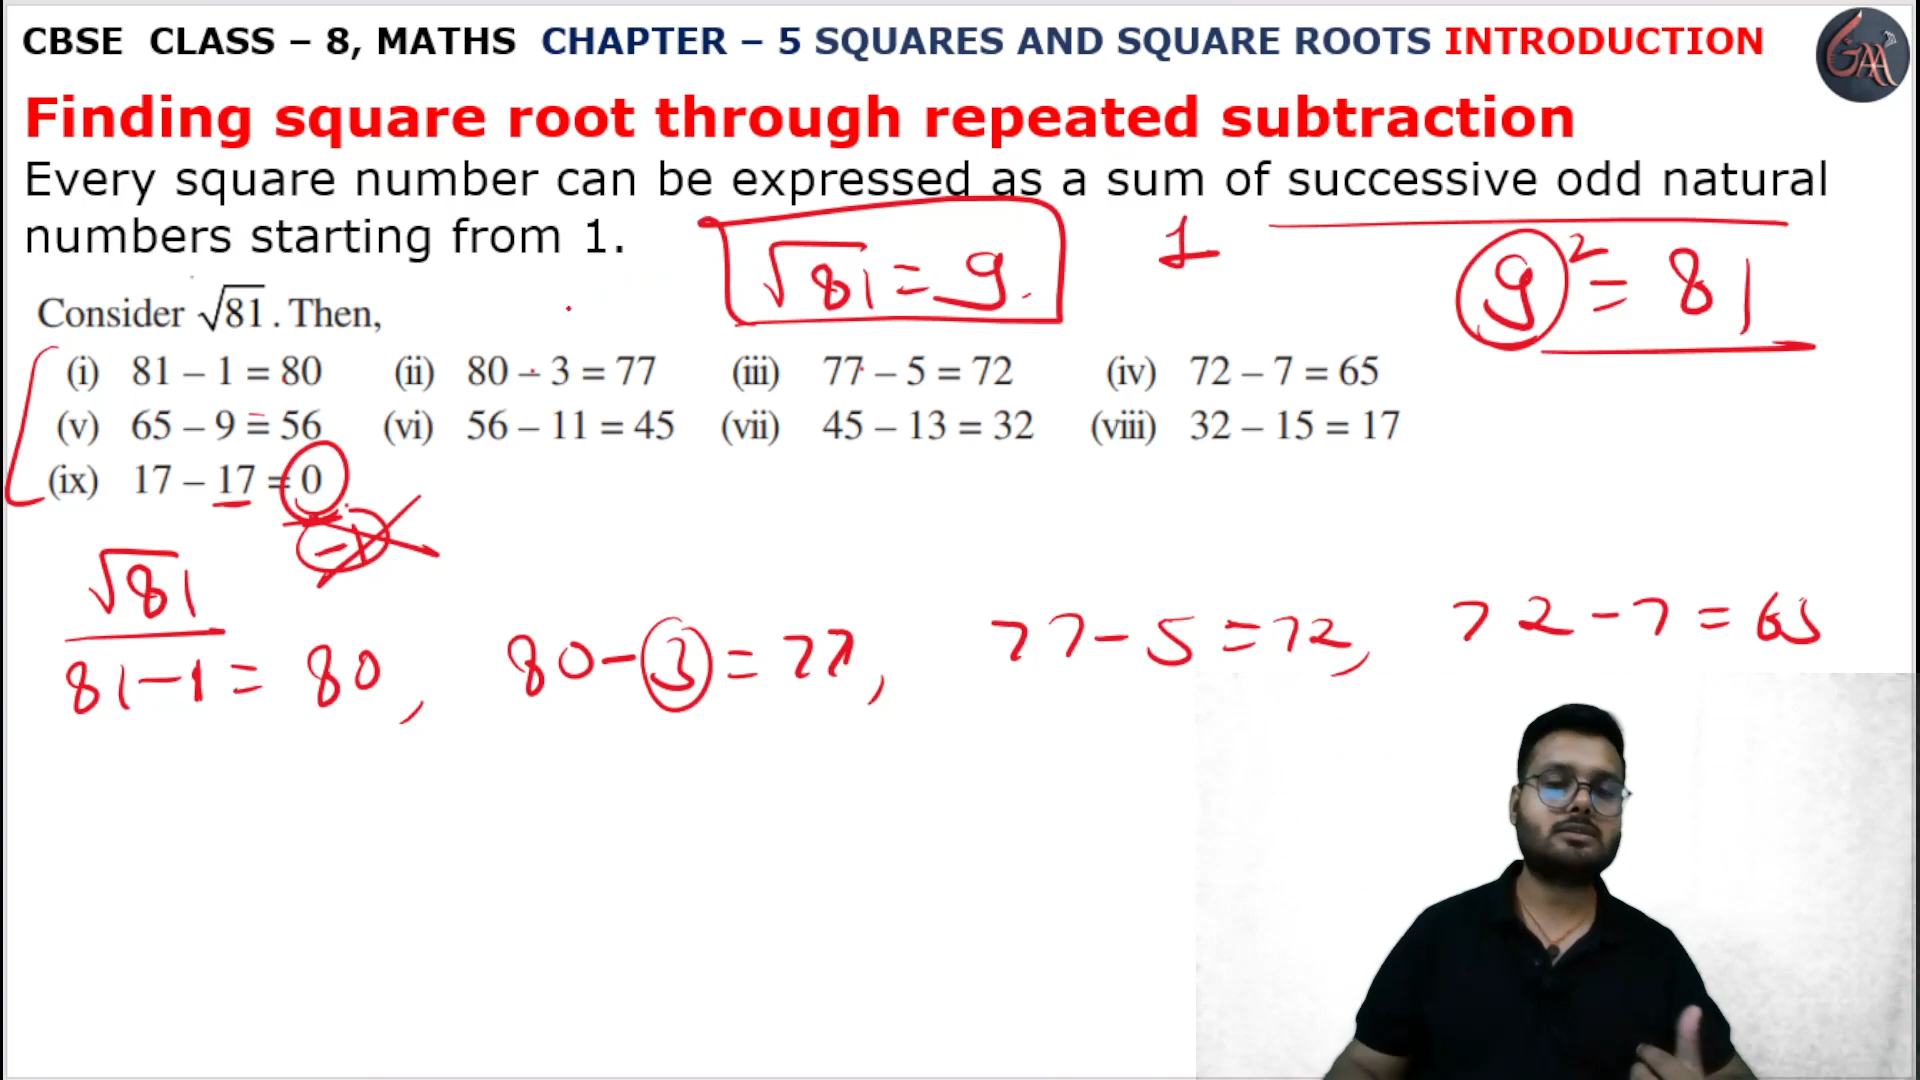 CBSE CLASS – 8, MATHS CHAPTER – 5 SQUARES AND SQUARE ROOTS INTRODUCTION
Finding square root through repeated subtraction
Every square number can be expressed as a sum of successive odd natural
numbers starting from 1.
√81 = 9
1
9² = 81
Consider √81. Then,
(i) 81 – 1 = 80 (ii) 80 – 3 = 77 (iii) 77 – 5 = 72 (iv) 72 – 7 = 65
(v) 65 – 9 = 56 (vi) 56 – 11 = 45 (vii) 45 – 13 = 32 (viii) 32 – 15 = 17
(ix) 17 – 17 = 0
-1
√81
81-1 = 80, 80-3 = 77, 77-5 = 72, 72-7 = 65